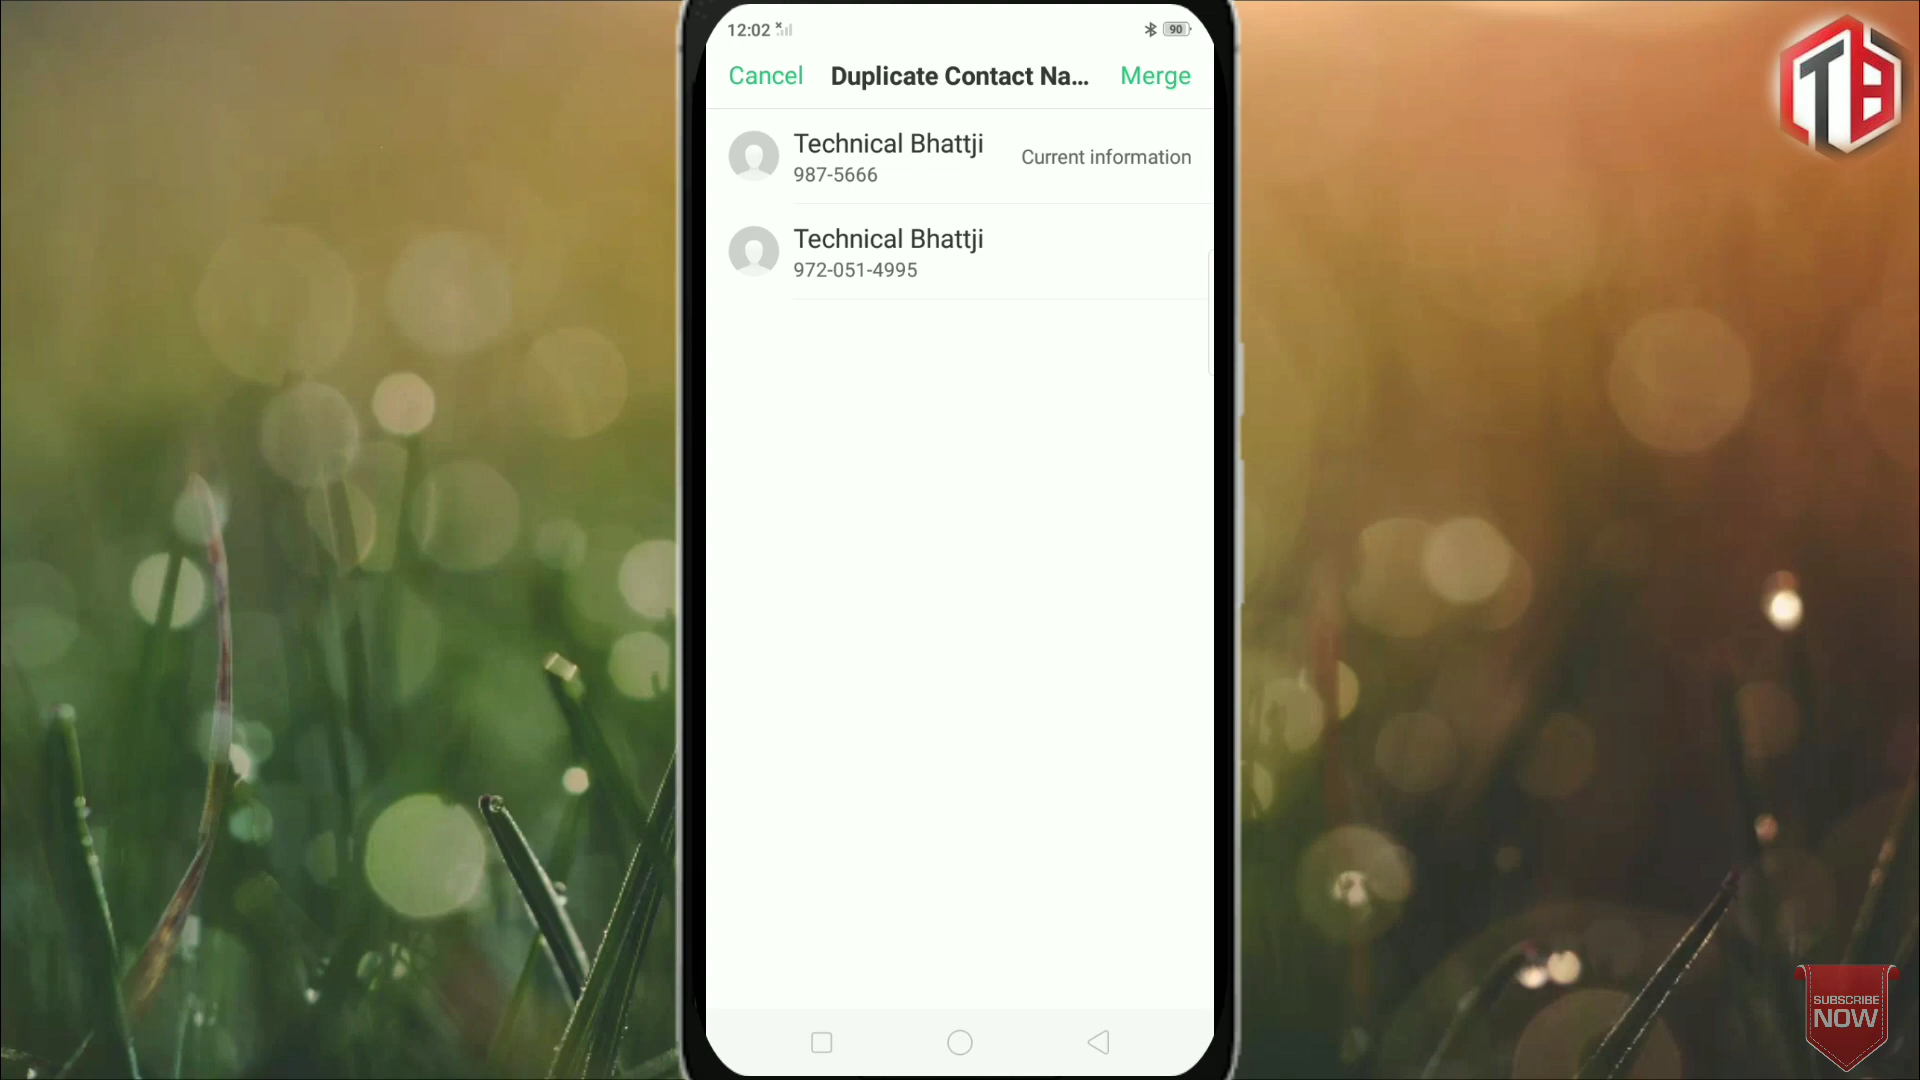 12:02
90
Cancel
Duplicate Contact Na...
Merge
Technical Bhattji
987-5666
Current information
Technical Bhattji
972-051-4995
TB
SUBSCRIBE
NOW